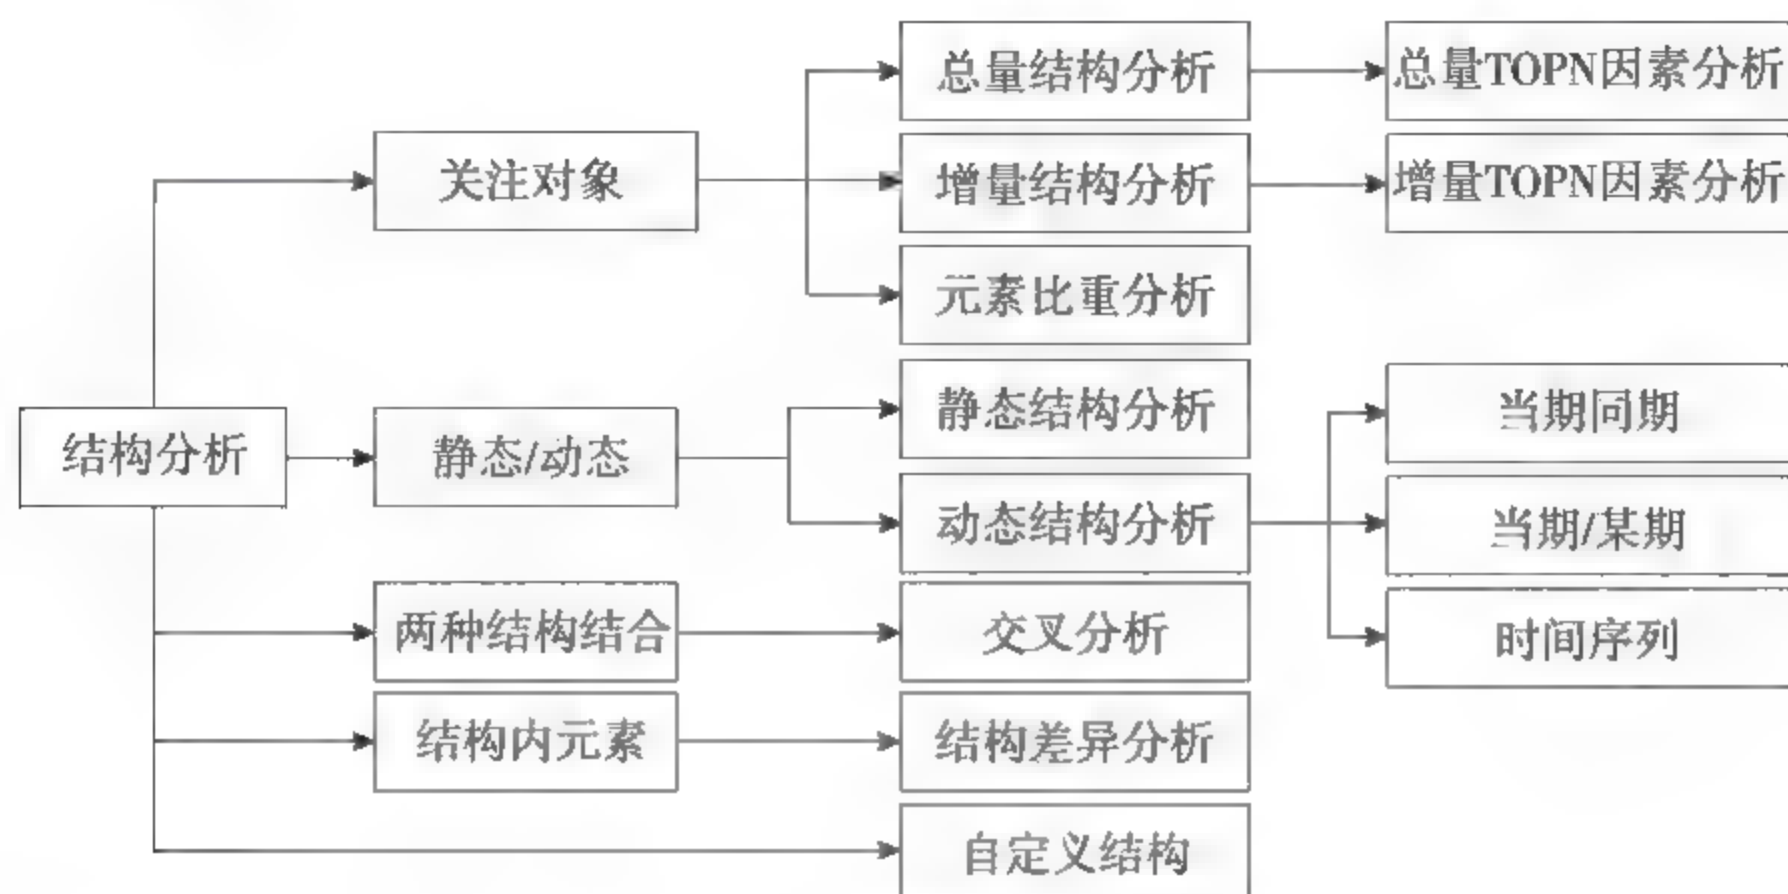 总量结构分析
总量TOPN因素分析
关注对象
增量结构分析
增量TOPN因素分析
元素比重分析
结构分析
静态/动态
静态结构分析
当期同期
动态结构分析
当期/某期
两种结构结合
交叉分析
时间序列
结构内元素
结构差异分析
自定义结构